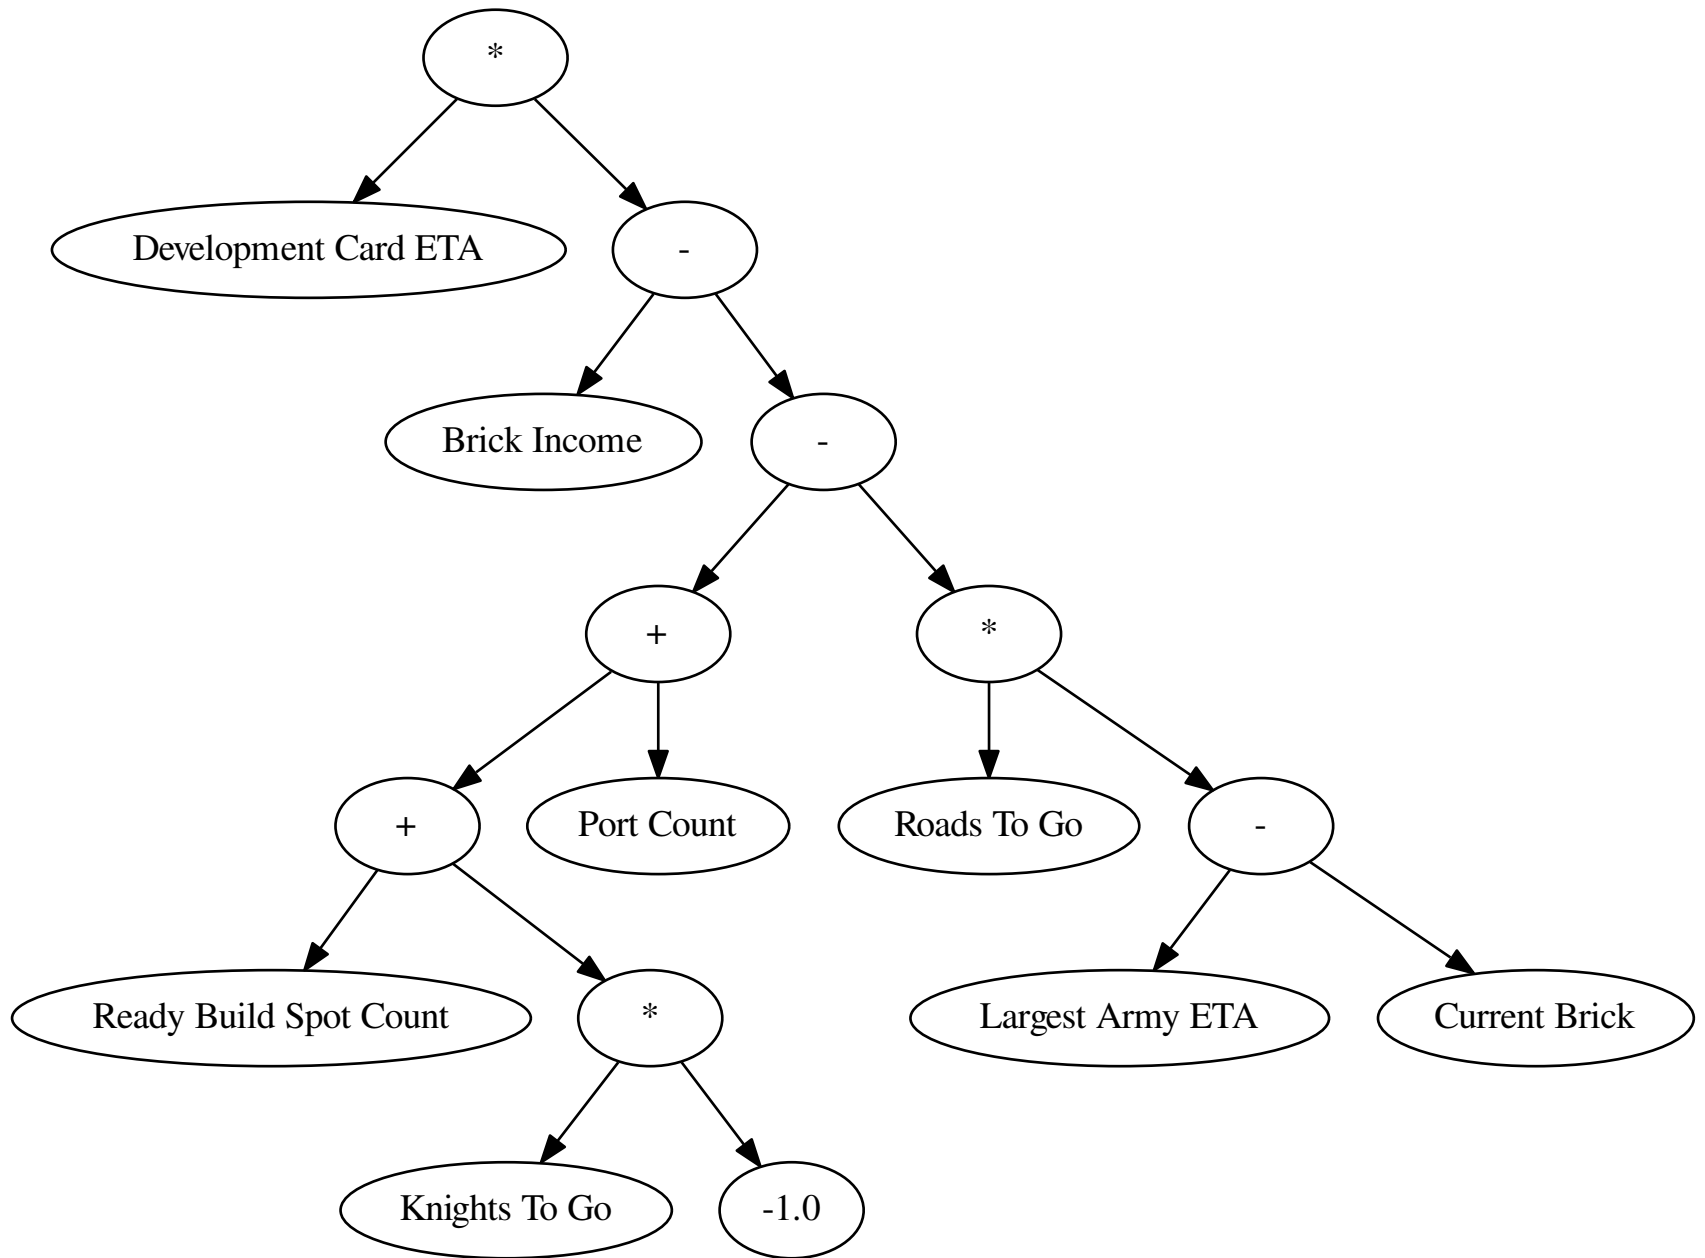 *
Development Card ETA
-
Brick Income
-
+
*
+
Port Count
Roads To Go
-
Ready Build Spot Count
*
Largest Army ETA
Current Brick
Knights To Go
-1.0